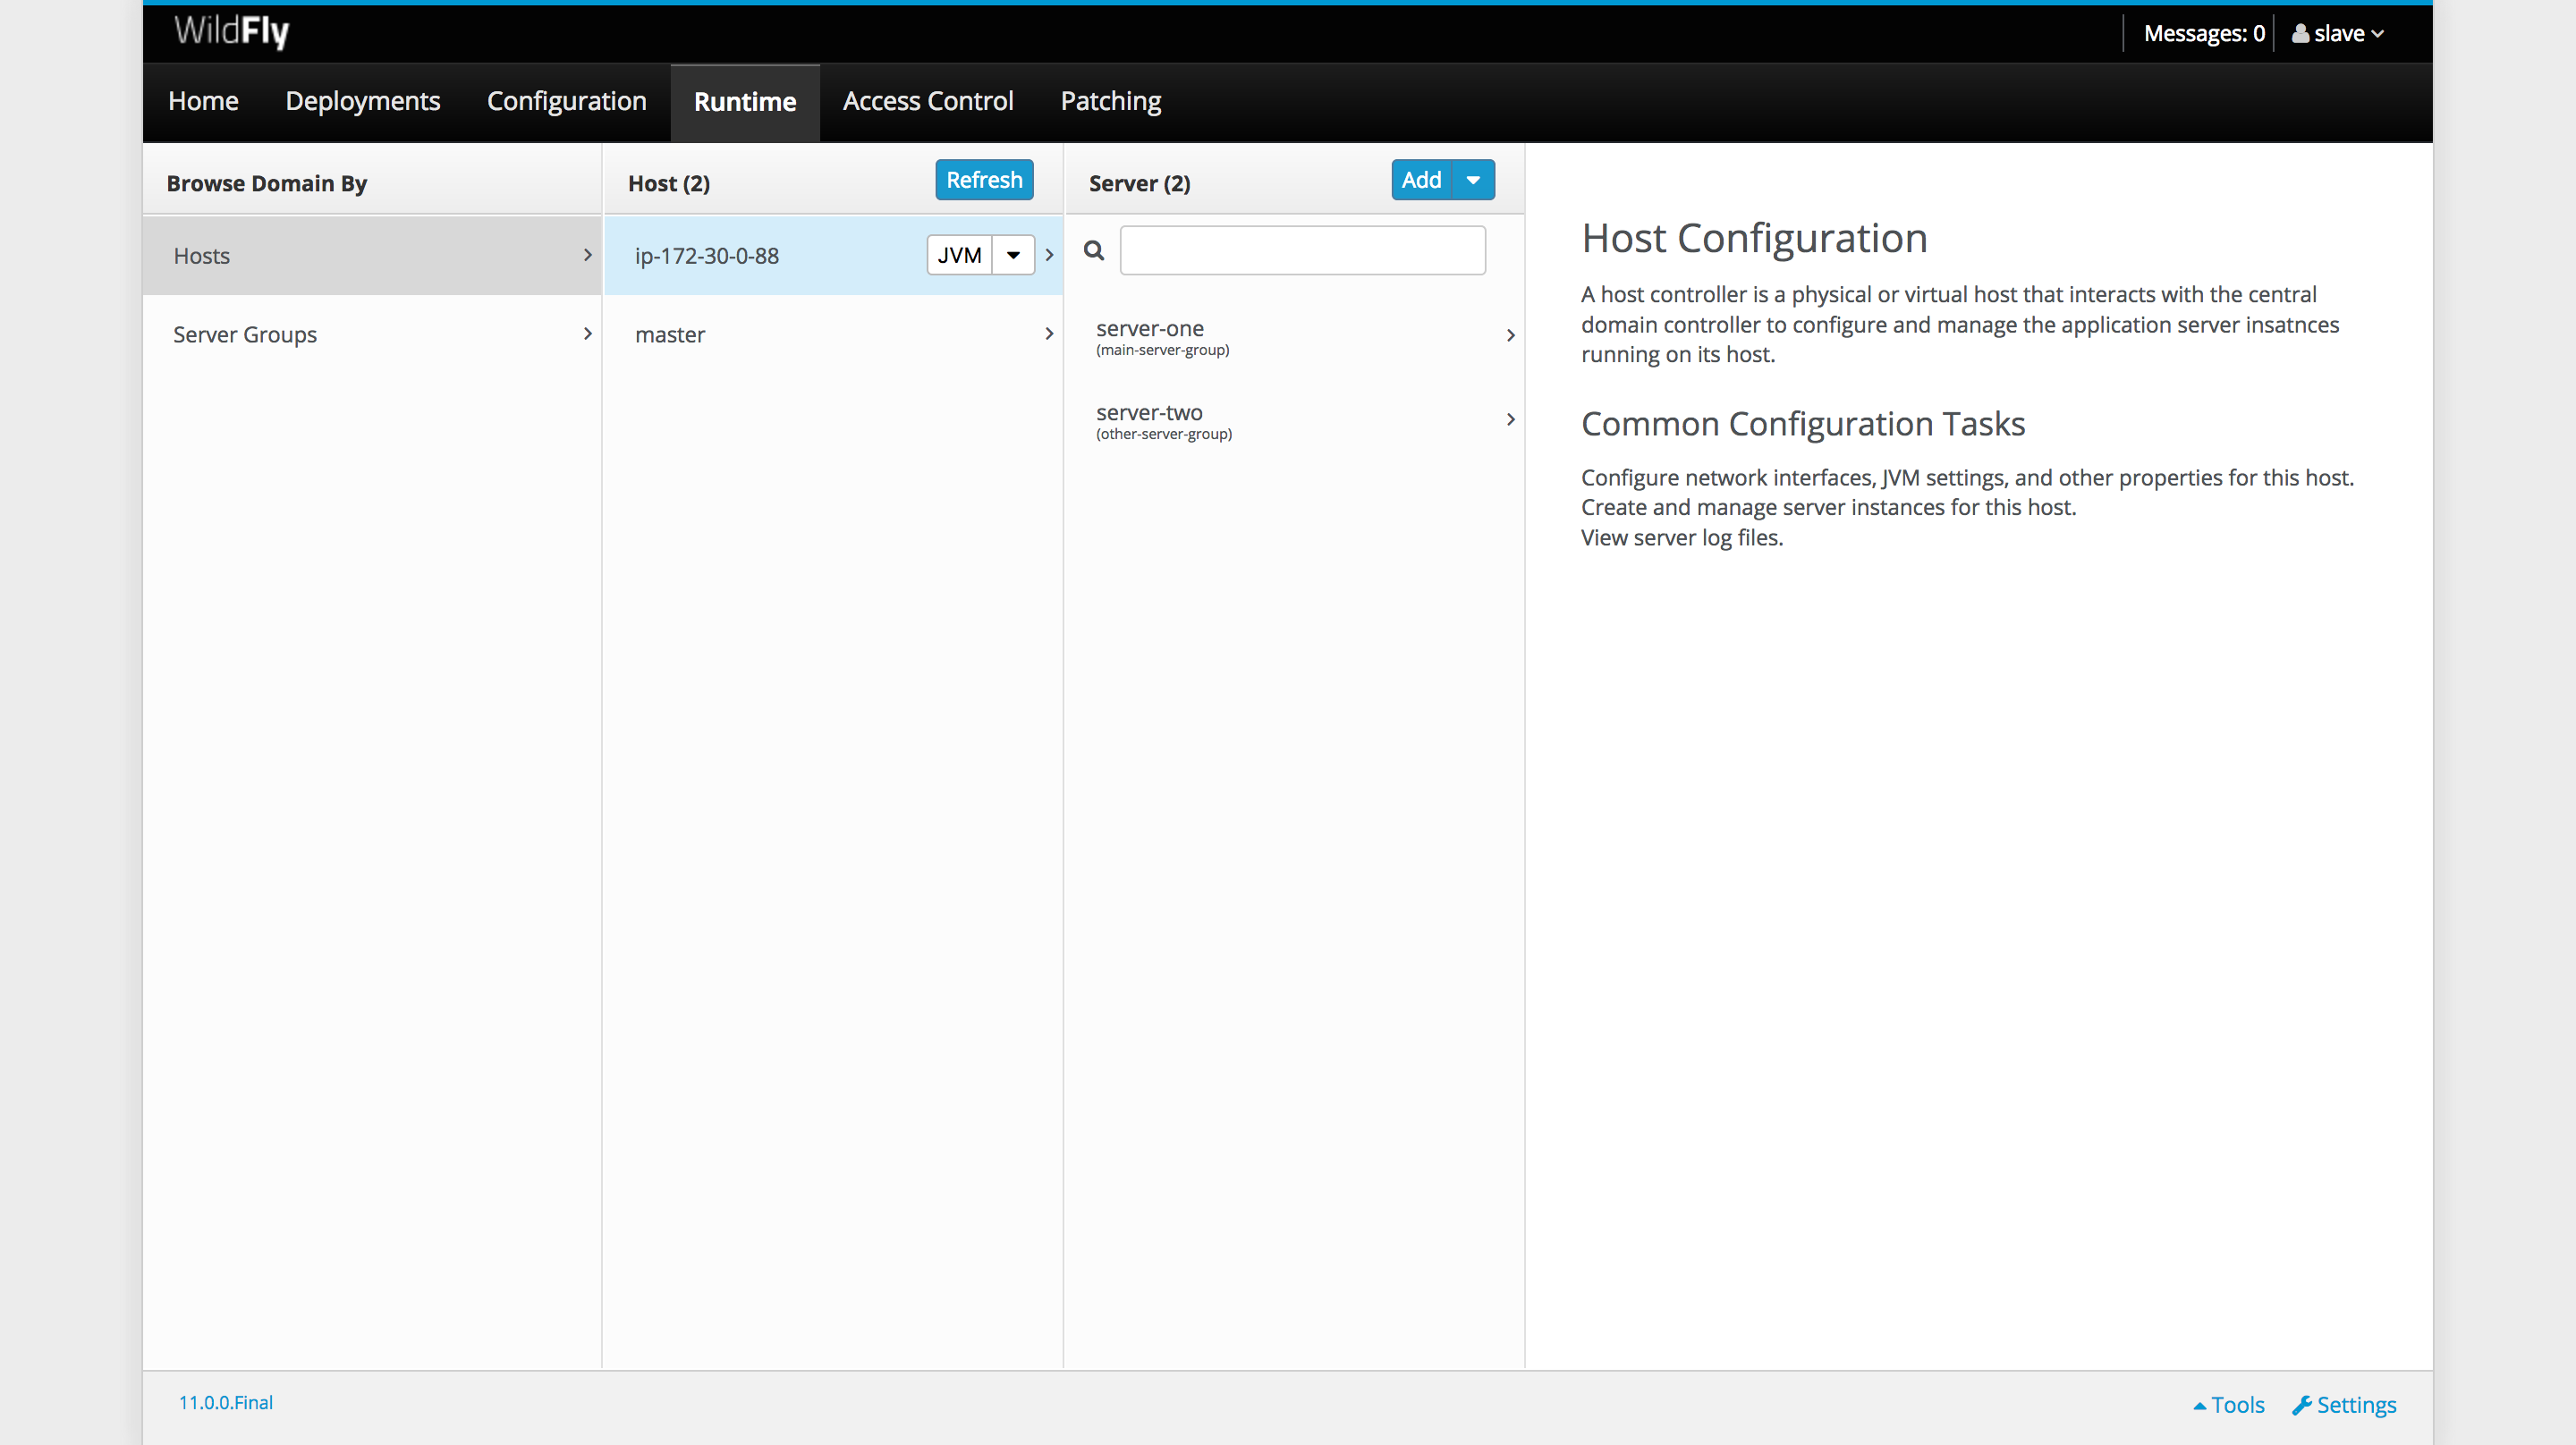 WildFly
Messages: 0
slave
Home
Deployments
Configuration
Runtime
Access Control
Patching
Browse Domain By
Host (2)
Refresh
Server (2)
Add
Hosts
Server Groups
ip-172-30-0-88
JVM
master
server-one
(main-server-group)
server-two
(other-server-group)
Host Configuration
A host controller is a physical or virtual host that interacts with the central
domain controller to configure and manage the application server insatnces
running on its host.
Common Configuration Tasks
Configure network interfaces, JVM settings, and other properties for this host.
Create and manage server instances for this host.
View server log files.
11.0.0.Final
Tools
Settings